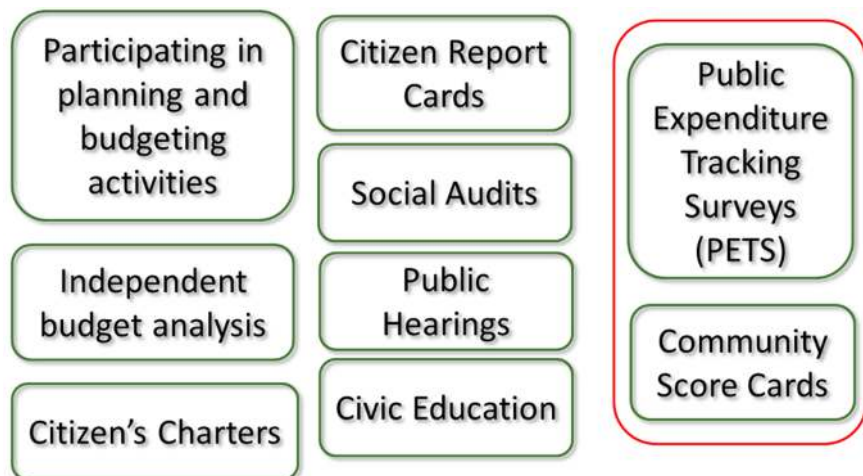 Participating in
planning and
budgeting
activities
Independent
budget analysis
Citizen’s Charters
Citizen Report
Cards
Social Audits
Public
Hearings
Civic Education
Public
Expenditure
Tracking
Surveys
(PETS)
Community
Score Cards